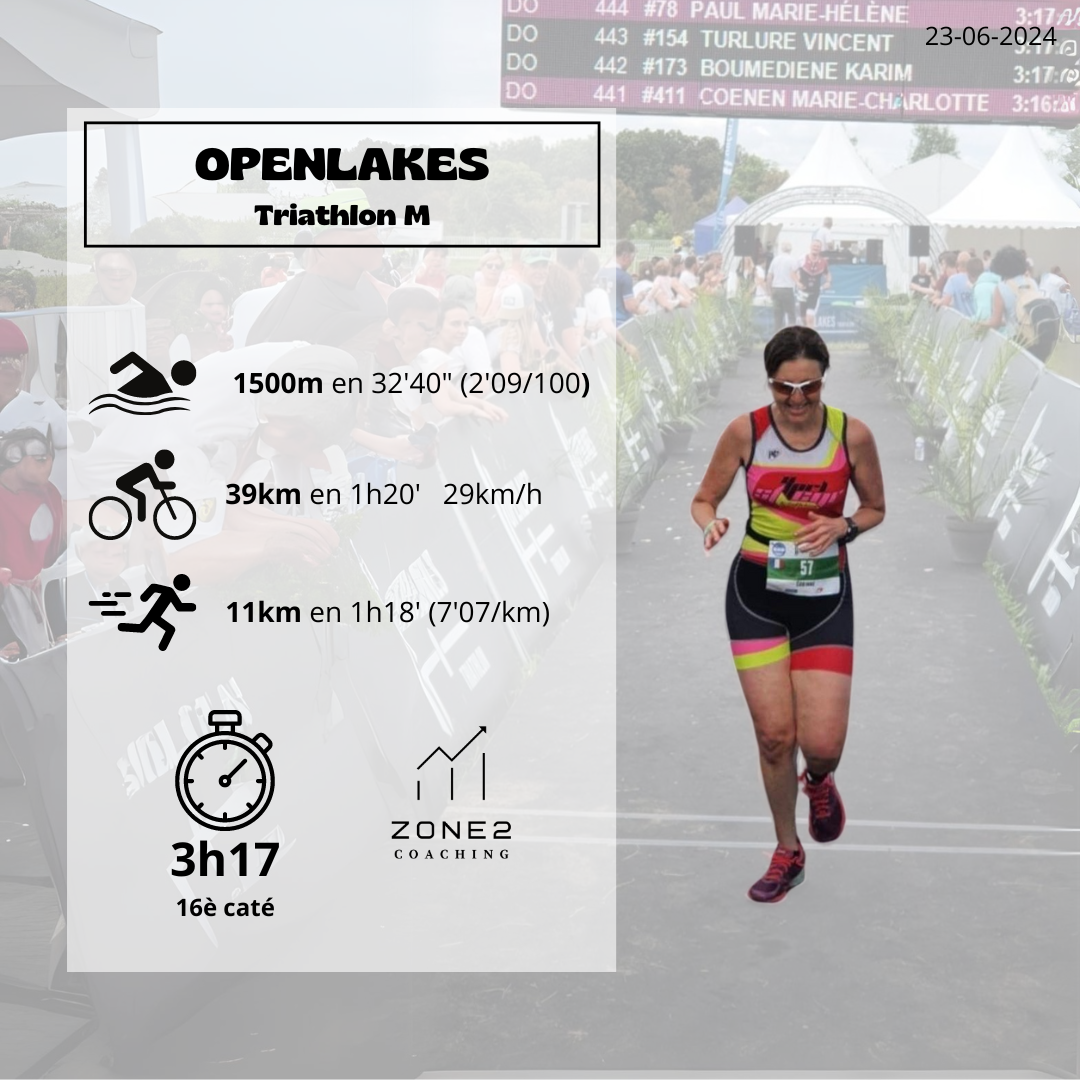 DO 444 #78 PAUL MARIE-HÉLÈNE 3:17:
DO 443 #154 TURLURE VINCENT 3:17:
DO 442 #173 BOUMEDIENE KARIM 3:17:
DO 441 #411 COENEN MARIE-CHARLOTTE 3:16:
23-06-2024
OPENLAKES
Triathlon M
1500m en 32'40" (2'09/100)
39km en 1h20' 29km/h
11km en 1h18' (7'07/km)
3h17
16è caté
ZONE2
COACHING
57